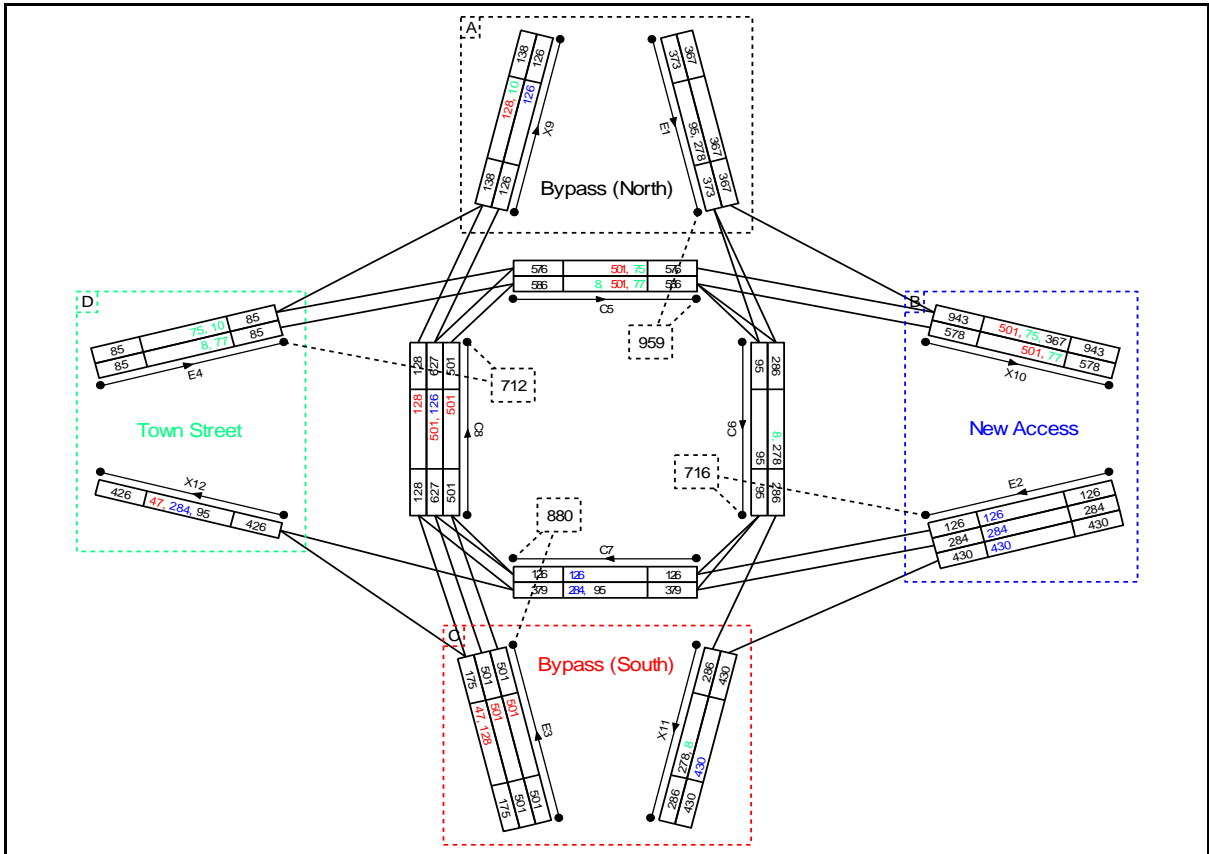 A
138 126
128, 10 126
138 126
X9
373 367
95, 278 367
373 367
E1
Bypass (North)
576 501, 75 576
586 8, 501, 77 586
C5
D
85 75, 10 85
85 8, 77 85
E4
Town Street
X12
426 47, 284, 95 426
712
959
B
943 501, 75, 367 943
578 501, 77 578
X10
New Access
E2
126 126 126
284 284 284
430 430 430
128 627 501
128 501, 126 501
128 627 501
C8
95 286
95 8, 278
95 286
C6
716
880
C7
126 126 126
379 284, 95 379
C
Bypass (South)
175 501 501
47, 128 501 501
175 501 501
E3
286 430
278, 8 430
286 430
X11